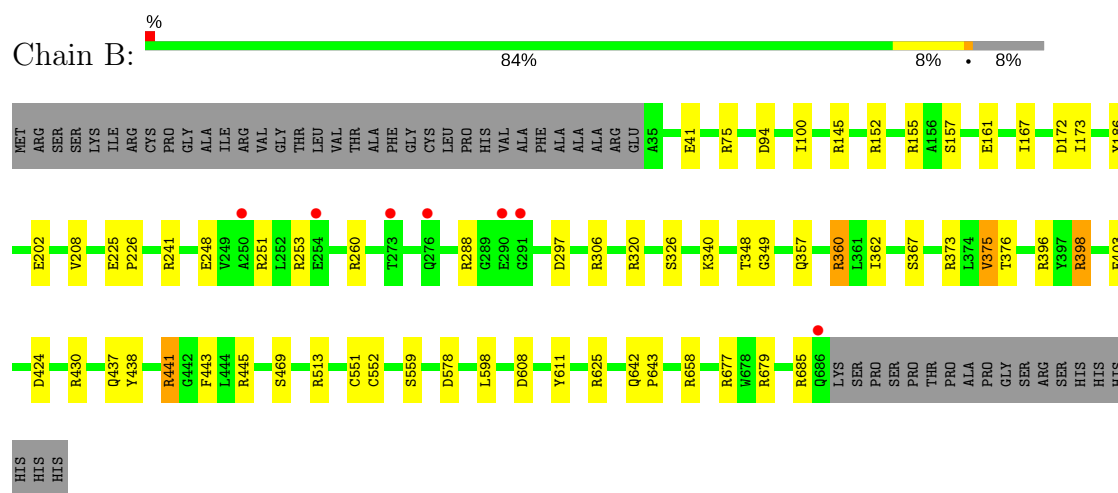 %
Chain B:
84%
8%
•
8%
MET ARG SER SER LYS ILE ARG CYS PRO GLY ALA ILE ARG VAL GLY THR LEU VAL THR ALA PHE GLY CYS LEU PRO HIS VAL ALA PHE ALA ALA ALA ARG GLU A35 E41 R75 D94 I100 R145 R152 R155 A156 S157 E161 I167 D172 I173
E202 V208 E225 P226 R241 E248 V249 A250 R251 L252 R253 E254 R260 T273 Q276 R288 G289 E290 G291 D297 R306 R320 S326 K340 T348 G349 Q357 R360 L361 I362 S367 R373 L374 V375 T376 R396 Y397 R398
D424 R430 Q437 Y438 R441 G442 F443 L444 R445 S469 R513 C551 C552 S559 D578 L598 D608 Y611 R625 Q642 P643 R658 R677 W678 R679 R685 Q686 LYS SER PRO SER PRO THR PRO ALA PRO GLY SER ARG SER HIS HIS HIS
HIS HIS HIS